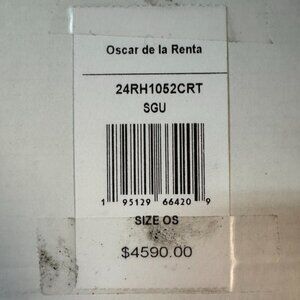 Oscar de la Renta
24RH1052CRT
SGU
1 95129 66420 9
SIZE OS
$4590.00